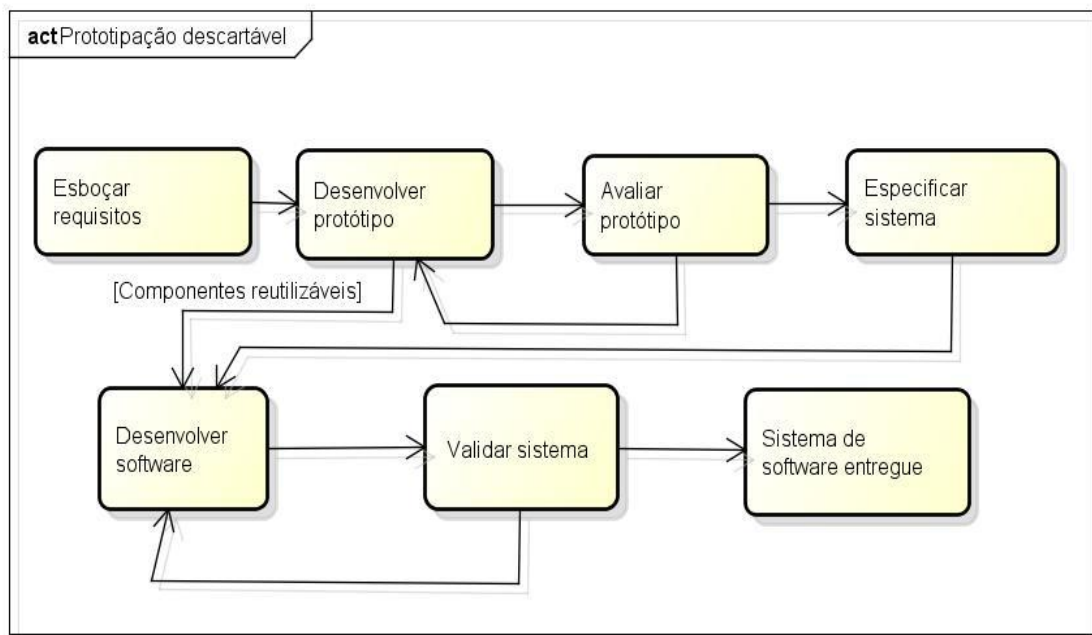 act Prototipação descartável
Esboçar
requisitos
Desenvolver
protótipo
Avaliar
protótipo
Especificar
sistema
[Componentes reutilizáveis]
Desenvolver
software
Validar sistema
Sistema de
software entregue